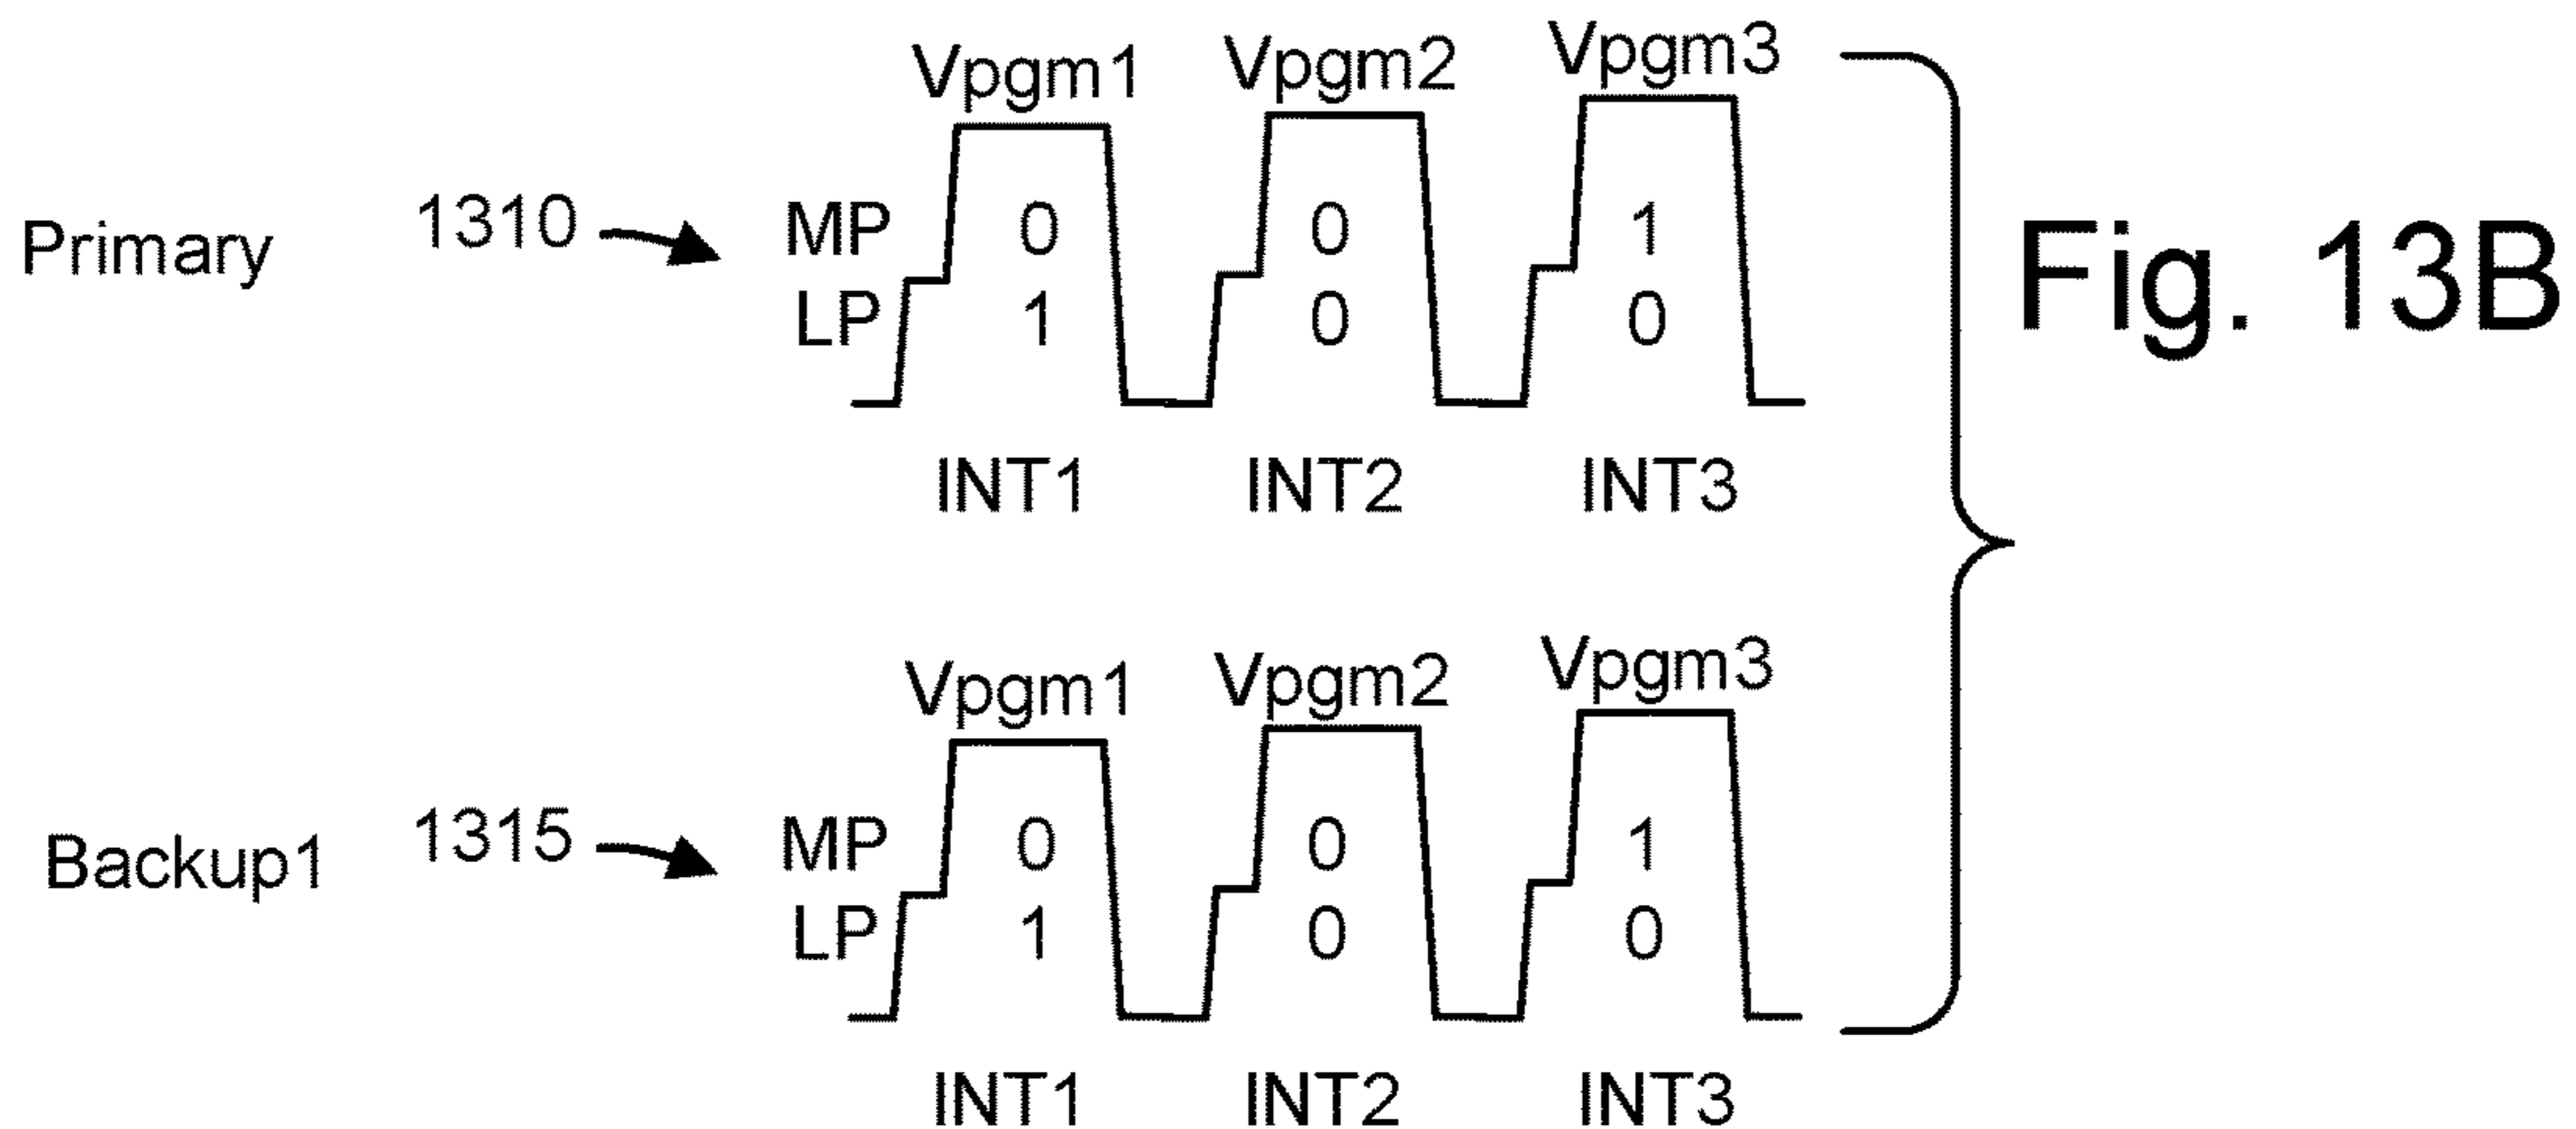 Vpgm1 Vpgm2 Vpgm3
Primary 1310 MP 0 0 1
LP 1 0 0
INT1 INT2 INT3
Fig. 13B
Vpgm1 Vpgm2 Vpgm3
Backup1 1315 MP 0 0 1
LP 1 0 0
INT1 INT2 INT3